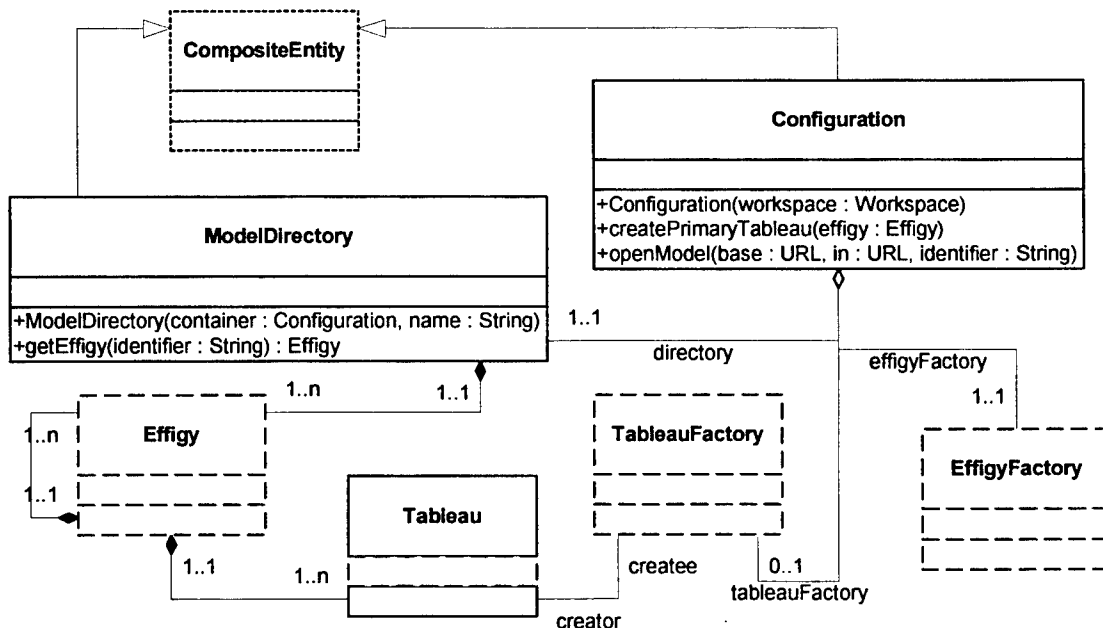 CompositeEntity
Configuration
+Configuration(workspace : Workspace)
+createPrimaryTableau(effigy : Effigy)
+openModel(base : URL, in : URL, identifier : String)
ModelDirectory
+ModelDirectory(container : Configuration, name : String)
+getEffigy(identifier : String) : Effigy
1..1
directory
effigyFactory
1..n
1..1
1..1
Effigy
1..n
1..1
TableauFactory
EffigyFactory
Tableau
1..1
1..n
createe
0..1
tableauFactory
creator